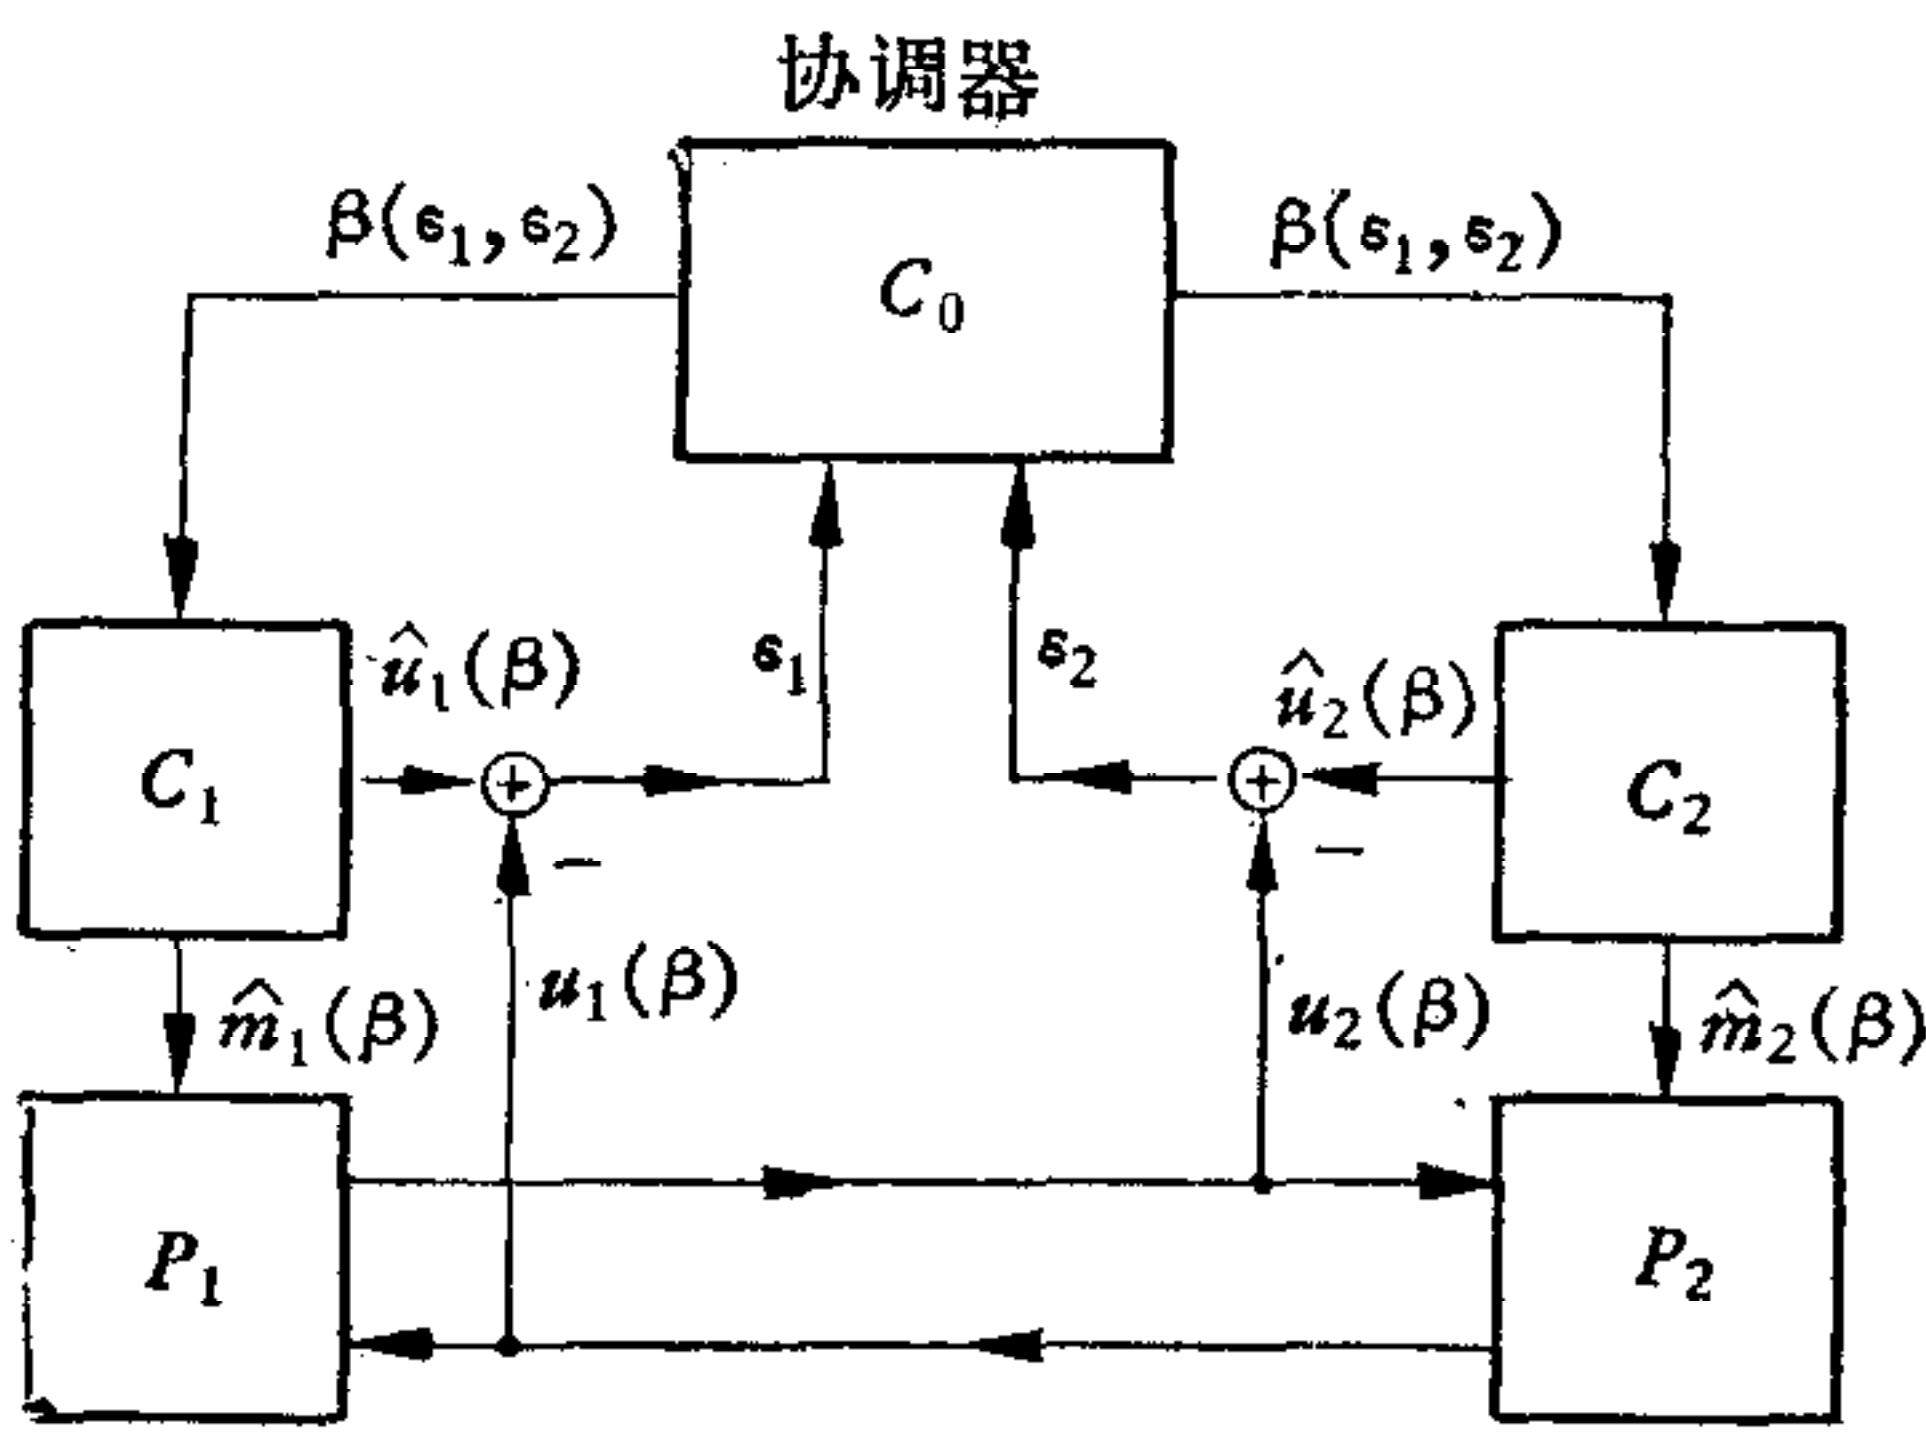 协调器
β(ε₁,ε₂)
β(ε₁,ε₂)
C₀
û₁(β)
ε₁
ε₂
û₂(β)
C₁
C₂
−
−
u₁(β)
u₂(β)
m̂₁(β)
m̂₂(β)
P₁
P₂